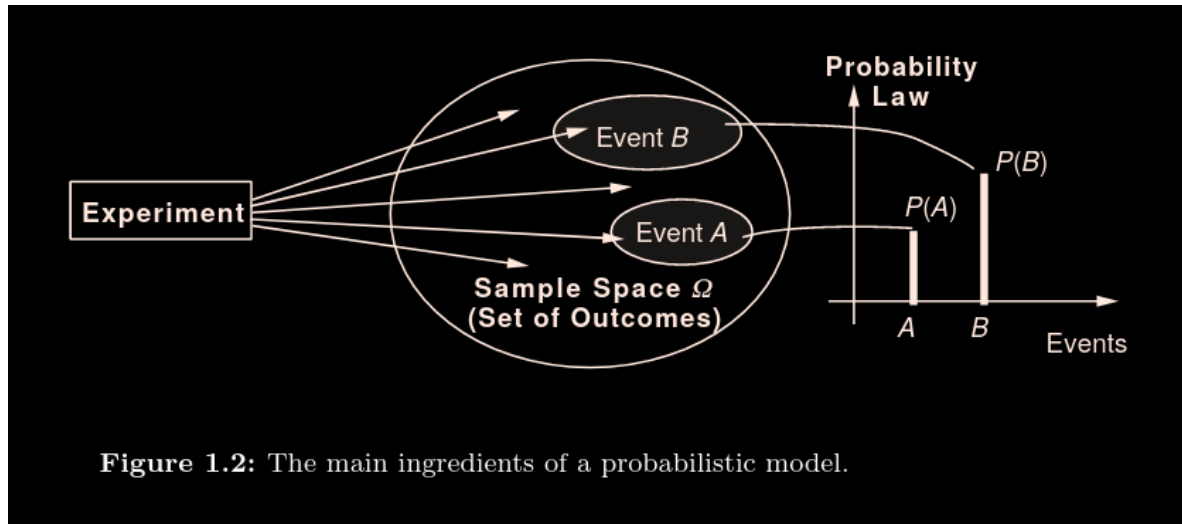 Probability
Law
Event B
P(B)
Experiment
P(A)
Event A
Sample Space Ω
(Set of Outcomes)
A
B
Events
Figure 1.2: The main ingredients of a probabilistic model.